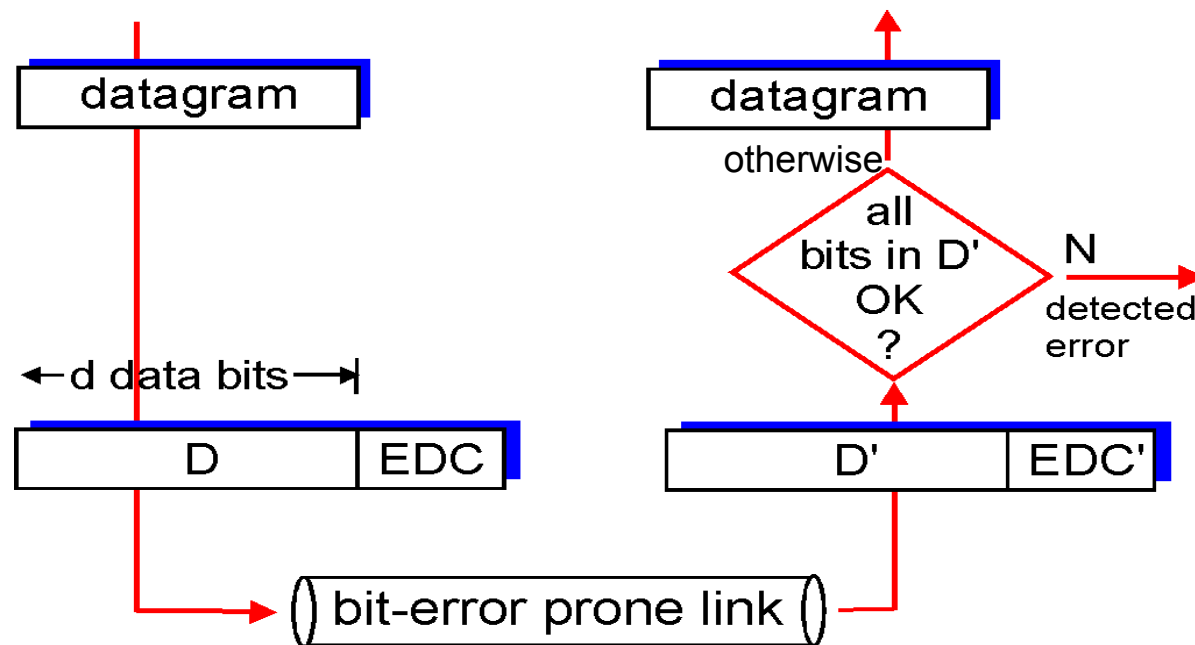 datagram
datagram
otherwise
all
bits in D'
OK
?
N
detected
error
d data bits
D
EDC
D'
EDC'
bit-error prone link